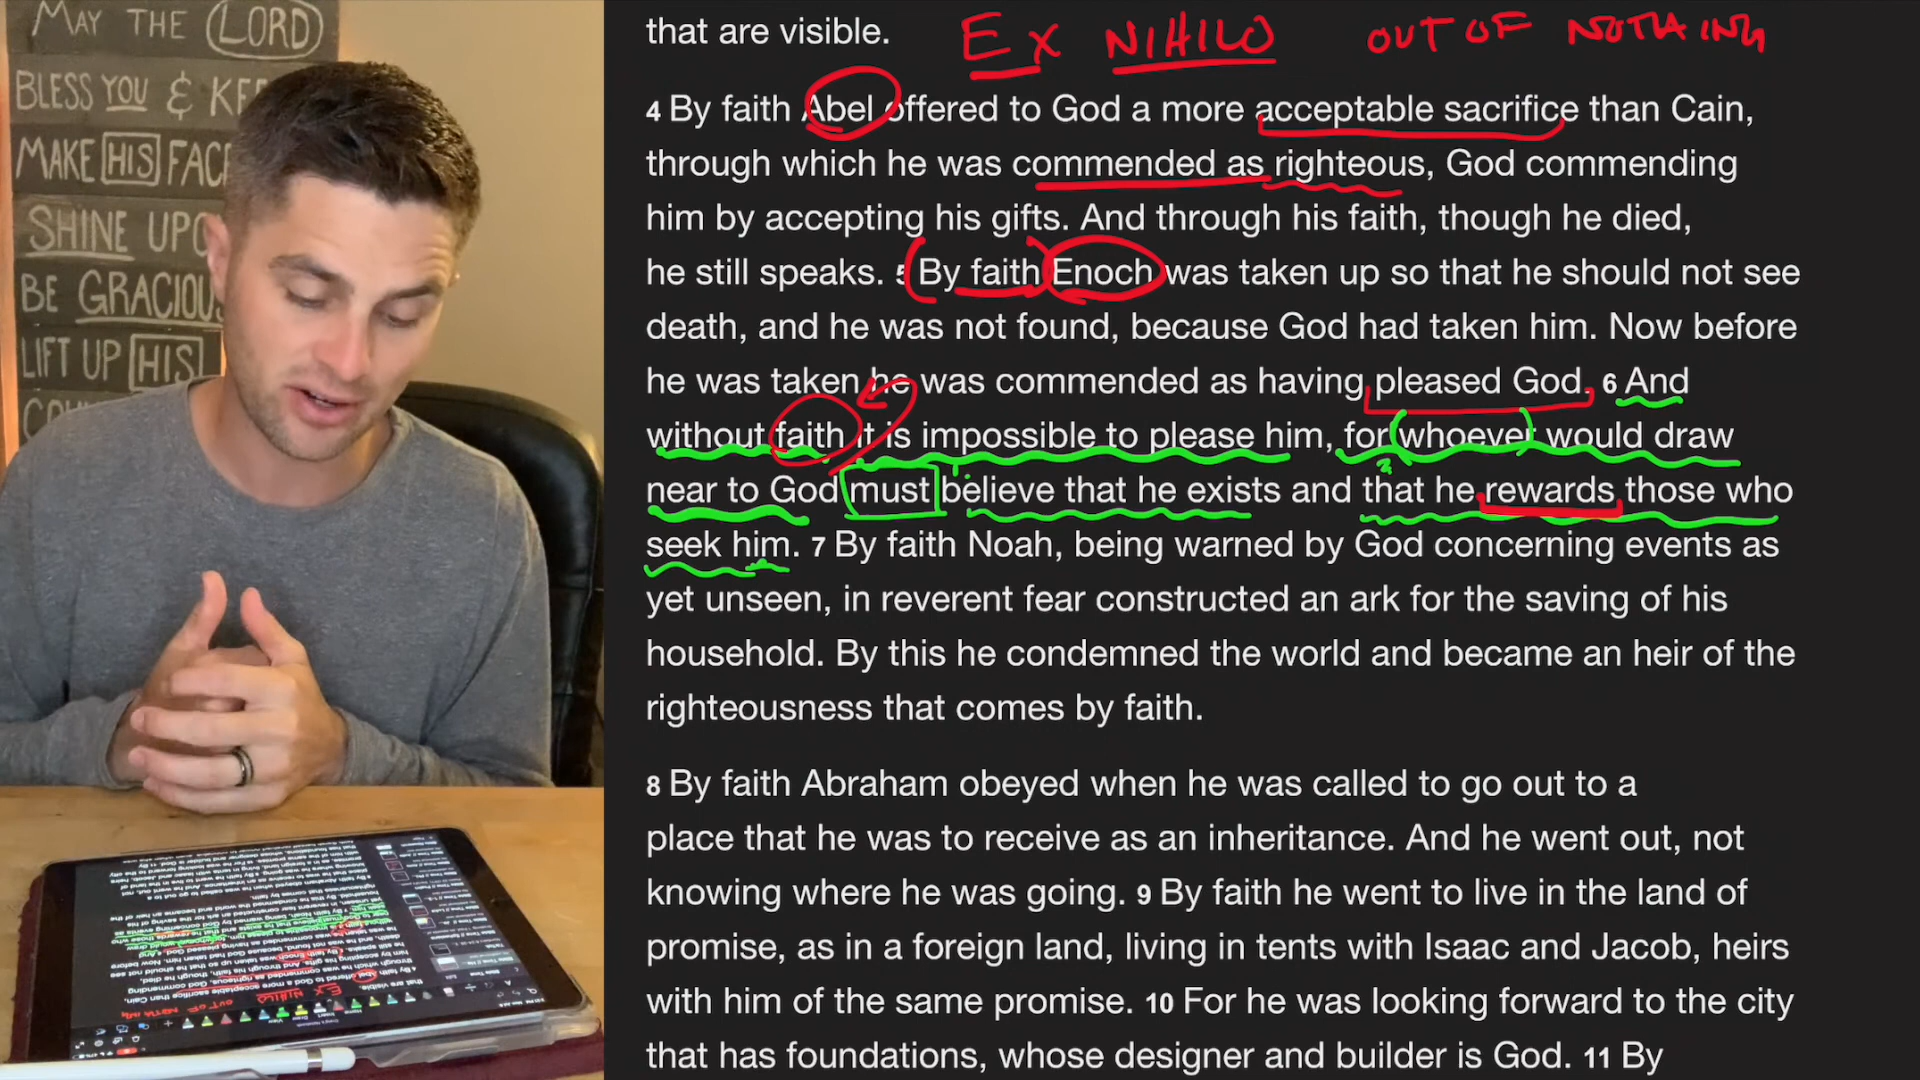 MAY THE LORD
BLESS YOU &
MAKE HIS FACE
SHINE UPO
BE GRACIOUS
LIFT UP HIS
that are visible. EX NIHILO OUT OF NOTHING
4 By faith Abel offered to God a more acceptable sacrifice than Cain,
through which he was commended as righteous, God commending
him by accepting his gifts. And through his faith, though he died,
he still speaks. 5 By faith Enoch was taken up so that he should not see
death, and he was not found, because God had taken him. Now before
he was taken he was commended as having pleased God. 6 And
without faith it is impossible to please him, for whoever would draw
near to God must believe that he exists and that he rewards those who
seek him. 7 By faith Noah, being warned by God concerning events as
yet unseen, in reverent fear constructed an ark for the saving of his
household. By this he condemned the world and became an heir of the
righteousness that comes by faith.
8 By faith Abraham obeyed when he was called to go out to a
place that he was to receive as an inheritance. And he went out, not
knowing where he was going. 9 By faith he went to live in the land of
promise, as in a foreign land, living in tents with Isaac and Jacob, heirs
with him of the same promise. 10 For he was looking forward to the city
that has foundations, whose designer and builder is God. 11 By